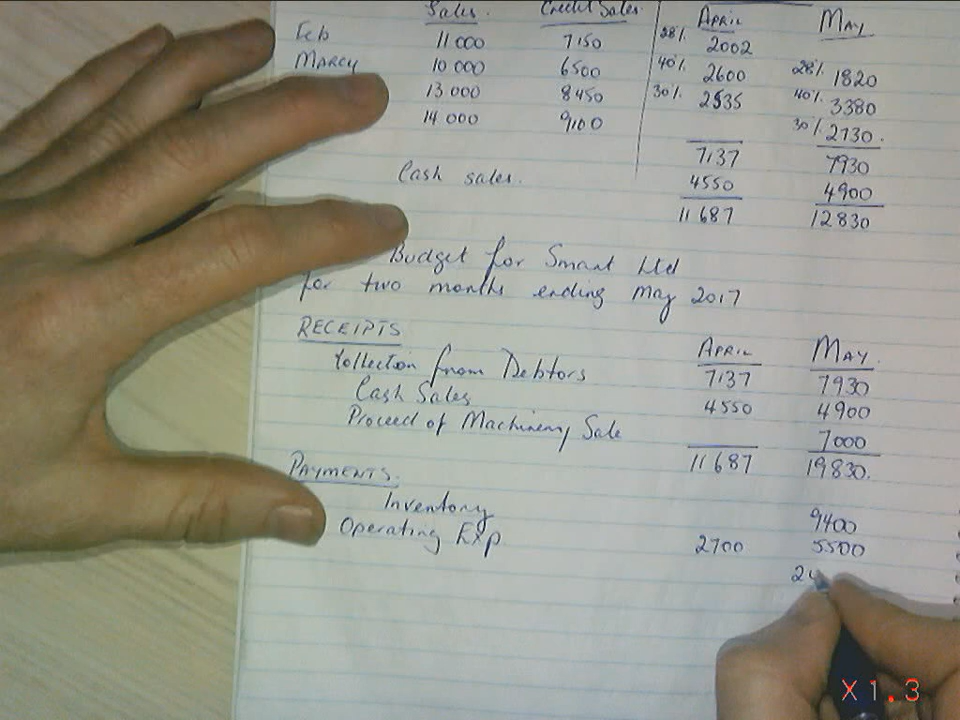 Sales. Credit Sales. APRIL MAY
Feb 11 000 7150 28% 2002
MARCH 10 000 6500 40% 2600 28% 1820
13 000 8450 30% 2535 40% 3380
14 000 9100 30% 2730.
7137 7930
Cash sales. 4550 4900
11 687 12830
Budget for Smart Ltd
for two months ending May 2017
RECEIPTS APRIL MAY.
Collection from Debtors 7137 7930
Cash Sales 4550 4900
Proceed of Machinery Sale 7000
11 687 19830.
PAYMENTS.
Inventory 9400
Operating Exp. 2700 5500
X1.3